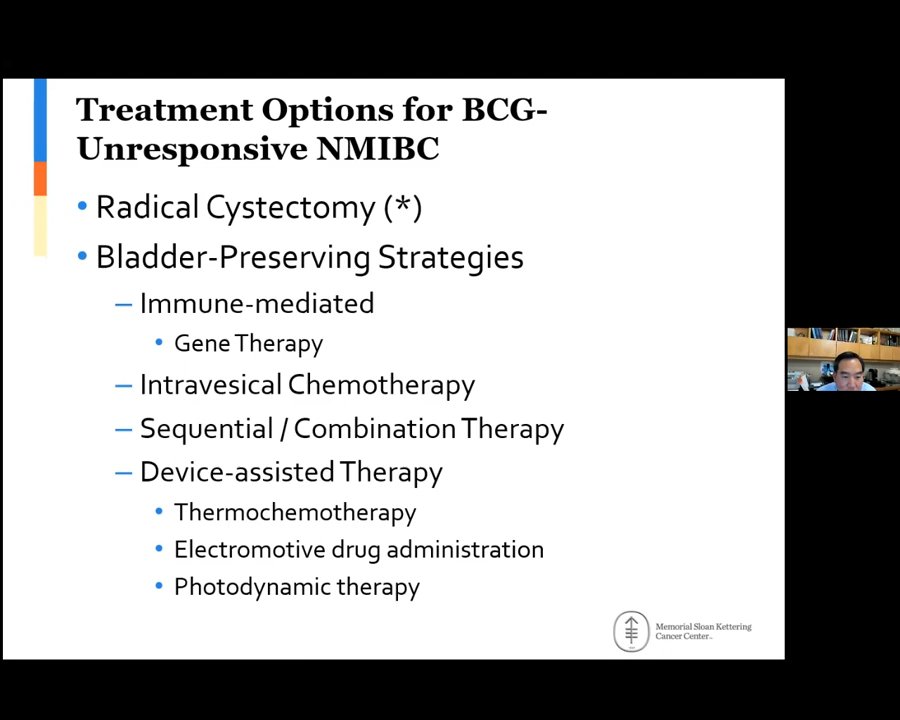 Treatment Options for BCG-
Unresponsive NMIBC
• Radical Cystectomy (*)
• Bladder-Preserving Strategies
– Immune-mediated
• Gene Therapy
– Intravesical Chemotherapy
– Sequential / Combination Therapy
– Device-assisted Therapy
• Thermochemotherapy
• Electromotive drug administration
• Photodynamic therapy
Memorial Sloan Kettering
Cancer Center